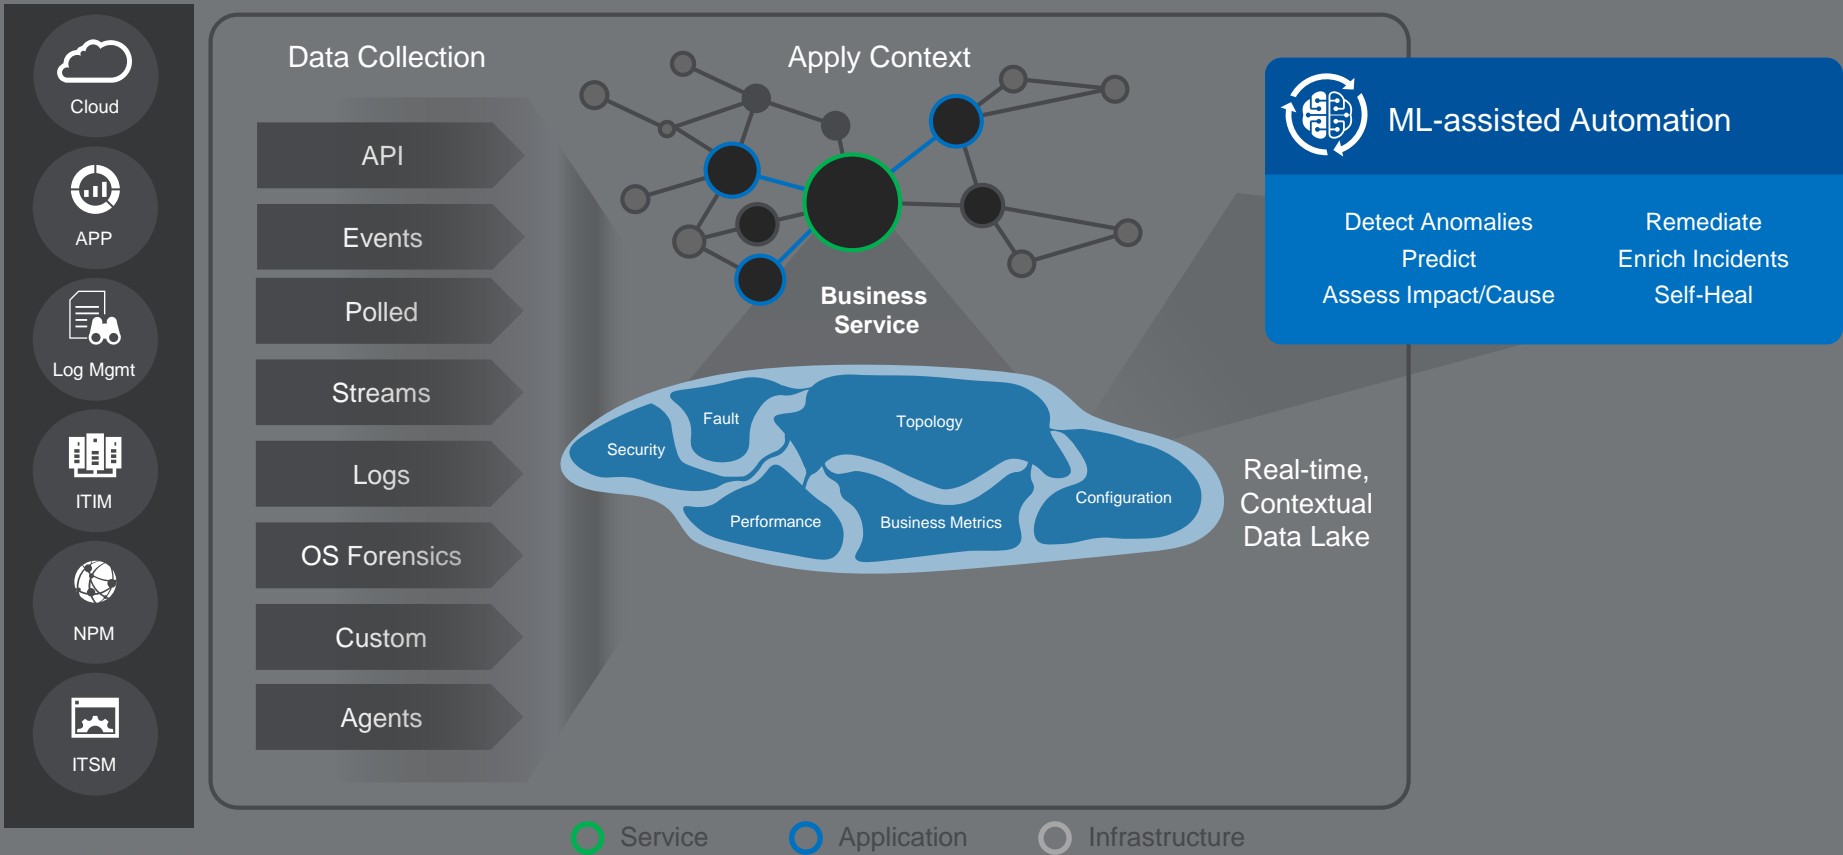 Cloud
APP
Log Mgmt
ITIM
NPM
ITSM
Data Collection
API
Events
Polled
Streams
Logs
OS Forensics
Custom
Agents
Apply Context
Business
Service
Security
Fault
Topology
Performance
Business Metrics
Configuration
Real-time,
Contextual
Data Lake
ML-assisted Automation
Detect Anomalies
Predict
Assess Impact/Cause
Remediate
Enrich Incidents
Self-Heal
Service
Application
Infrastructure